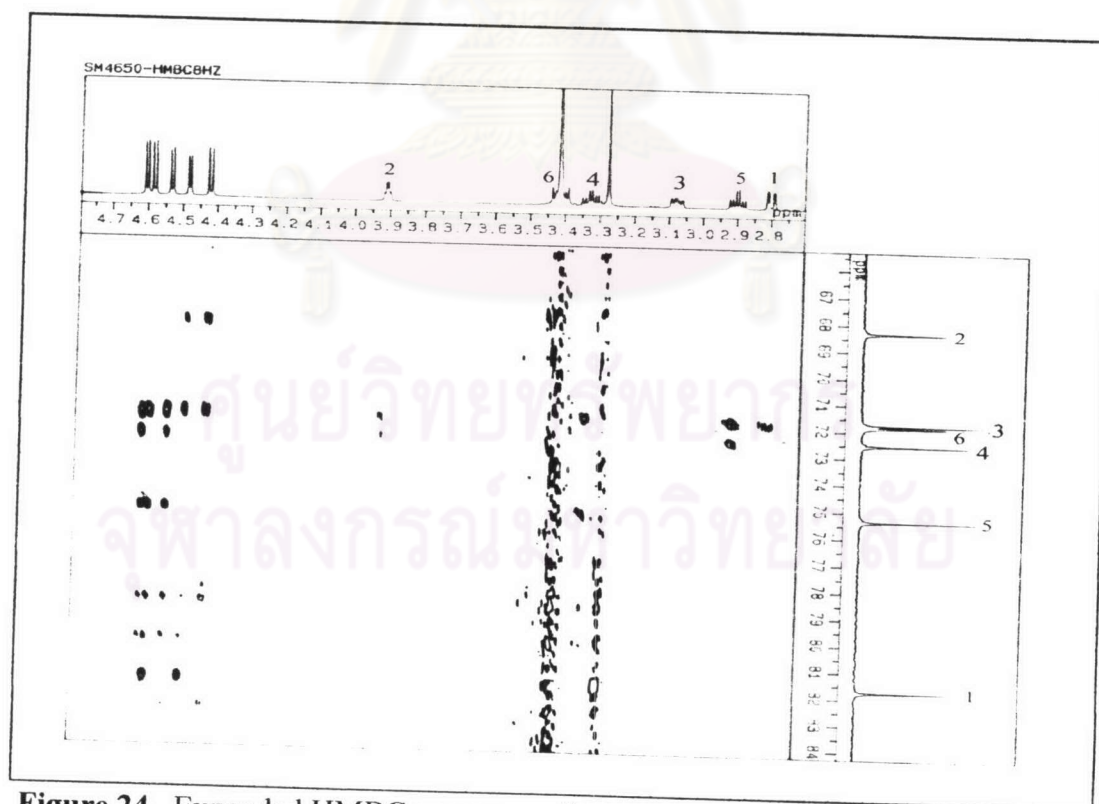 SM4650-HMBC8HZ
2 6 4 3 5 1
ppm
4.7 4.6 4.5 4.4 4.3 4.2 4.1 4.0 3.9 3.8 3.7 3.6 3.5 3.4 3.3 3.2 3.1 3.0 2.9 2.8
ppm
67 68 69 70 71 72 73 74 75 76 77 78 79 80 81 82 83 84
2
3
6
4
5
1
ศูนย์วิทยทรัพยากร
จุฬาลงกรณ์มหาวิทยาลัย
Figure 24 Expanded HMBC